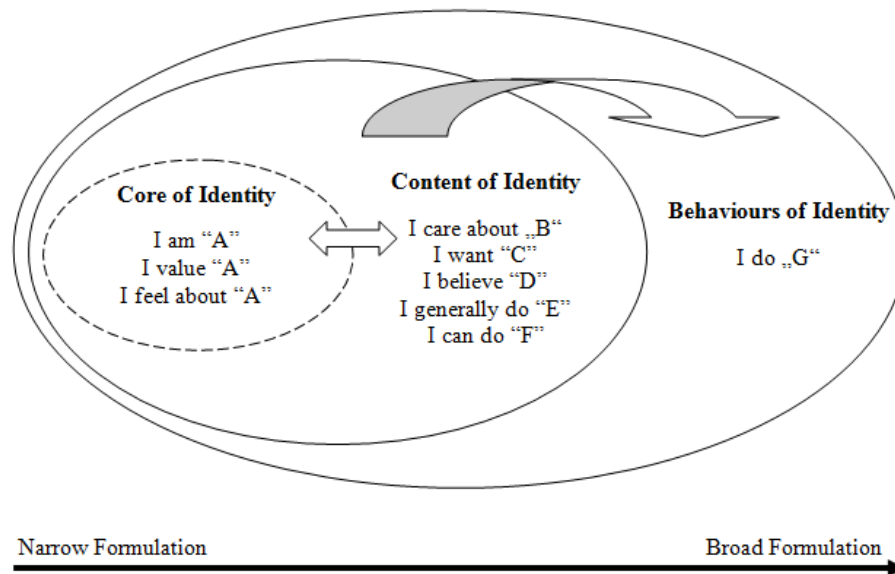 Core of Identity
I am “A”
I value “A”
I feel about “A”
Content of Identity
I care about „B“
I want “C”
I believe “D”
I generally do “E”
I can do “F”
Behaviours of Identity
I do „G“
Narrow Formulation
Broad Formulation